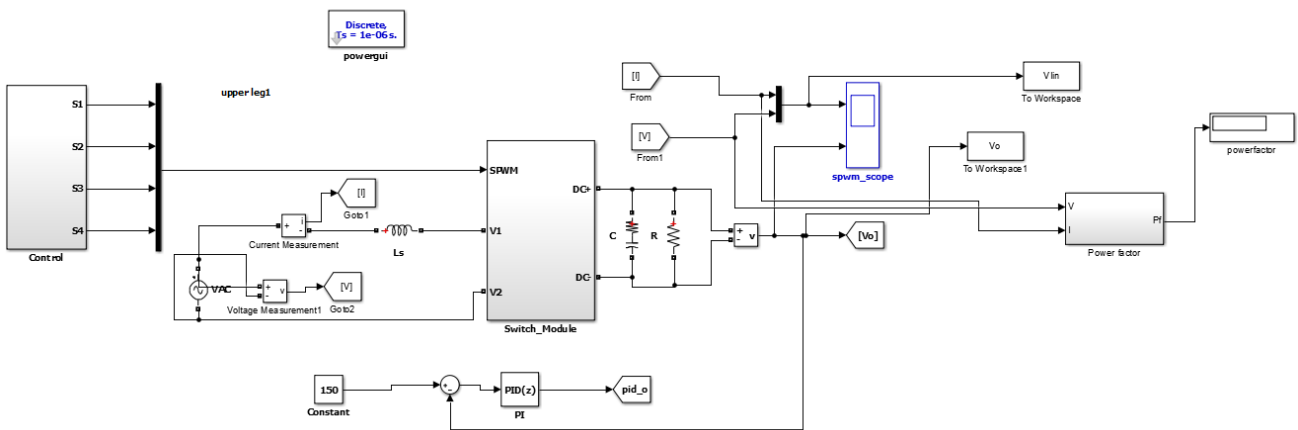 Discrete,
Ts = 1e-06 s.
powergui
upper leg1
S1
S2
S3
S4
Control
[I]
Goto1
i
+
-
Current Measurement
Ls
VAC
+
-
v
Voltage Measurement1
[V]
Goto2
SPWM
V1
V2
DC+
DC-
Switch_Module
C
R
+
-
v
[I]
From
[V]
From1
spwm_scope
Vlin
To Workspace
Vo
To Workspace1
[Vo]
V
I
Pf
Power factor
powerfactor
150
Constant
+
-
PID(z)
PI
pid_o